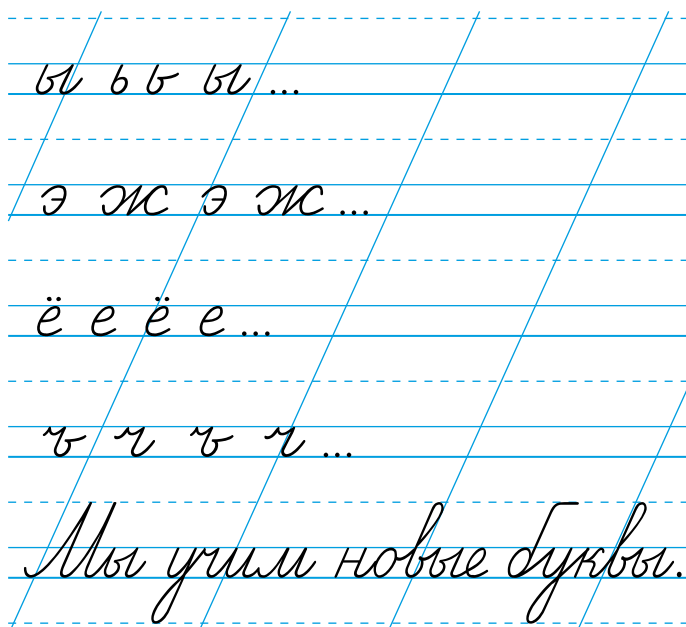 ы ь ь ы ...
э ж э ж ...
ё е ё е ...
ъ ч ъ ч ...
Мы учим новые буквы.